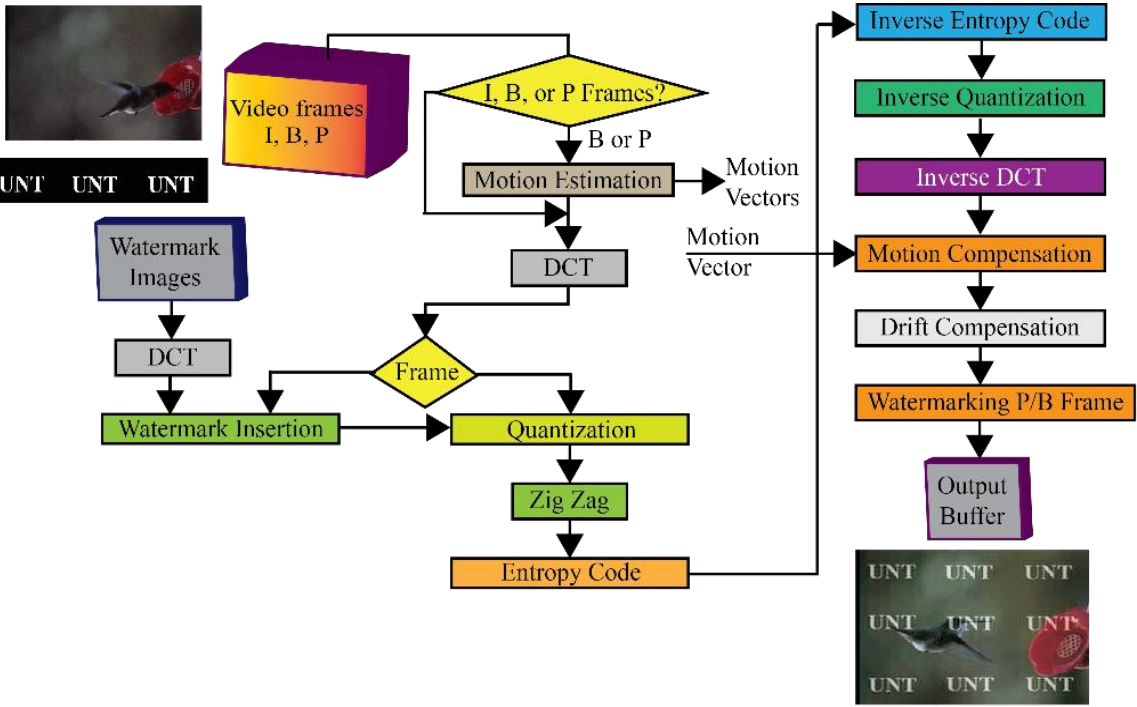 UNT UNT UNT
Video frames
I, B, P
I, B, or P Frames?
B or P
Motion Estimation
Motion
Vectors
DCT
Watermark
Images
DCT
Frame
Watermark Insertion
Quantization
Zig Zag
Entropy Code
Inverse Entropy Code
Inverse Quantization
Inverse DCT
Motion
Vector
Motion Compensation
Drift Compensation
Watermarking P/B Frame
Output
Buffer
UNT UNT UNT
UNT UNT UNT
UNT UNT UNT